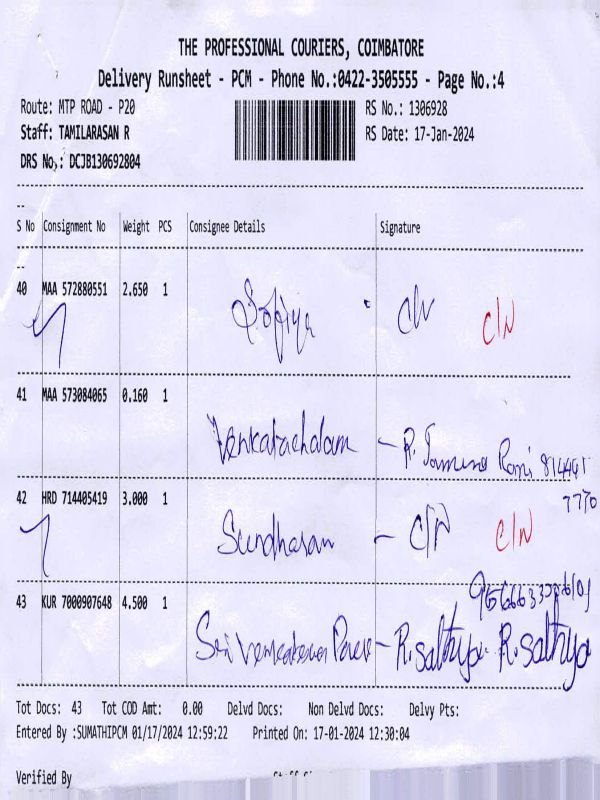 THE PROFESSIONAL COURIERS, COIMBATORE
Delivery Runsheet - PCM - Phone No.:0422-3505555 - Page No.:4
Route: MTP ROAD - P20 RS No.: 1306928
Staff: TAMILARASAN R RS Date: 17-Jan-2024
DRS No,: DCJB130692804
S No Consignment No Weight PCS Consignee Details Signature
40 MAA 572880551 2.650 1
S.ofiya C/N C/N
41 MAA 573084065 0.160 1
Venkatachalam - R. Rani
7770
42 HRD 714405419 3.000 1
Sundharan - C/N C/N
43 KUR 7000907648 4.500 1
Sri - R.Sathya. R.Sathya
Tot Docs: 43 Tot COD Amt: 0.00 Delvd Docs: Non Delvd Docs: Delvy Pts:
Entered By :SUMATHIPCM 01/17/2024 12:59:22 Printed On: 17-01-2024 12:30:04
Verified By